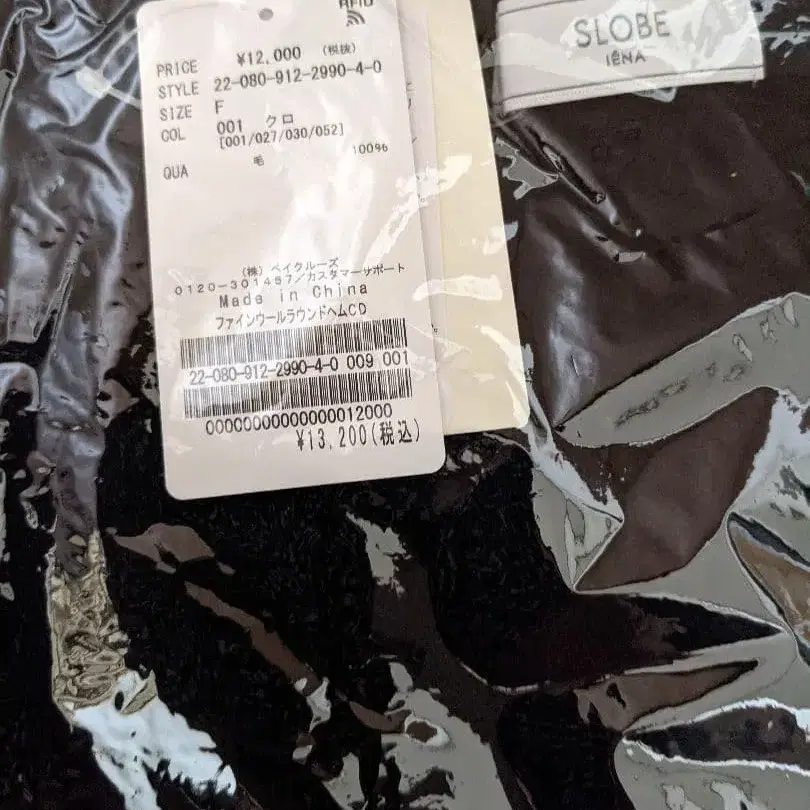 RFID
PRICE ¥12,000 (税抜)
STYLE 22-080-912-2990-4-0
SIZE F
COL 001 クロ
[001/027/030/052]
QUA 毛 100%
(株) ベイクルーズ
0120-301457/カスタマーサポート
Made in China
ファインウールラウンドヘムCD
22-080-912-2990-4-0 009 001
0000000000000012000
¥13,200(税込)
SLOBE
IÉNA